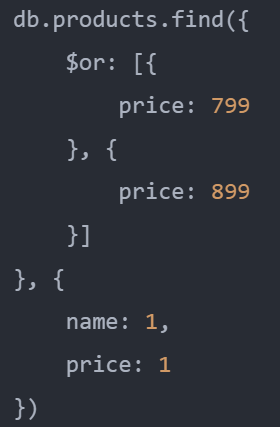 db.products.find({
    $or: [{
        price: 799
    }, {
        price: 899
    }]
}, {
    name: 1,
    price: 1
})